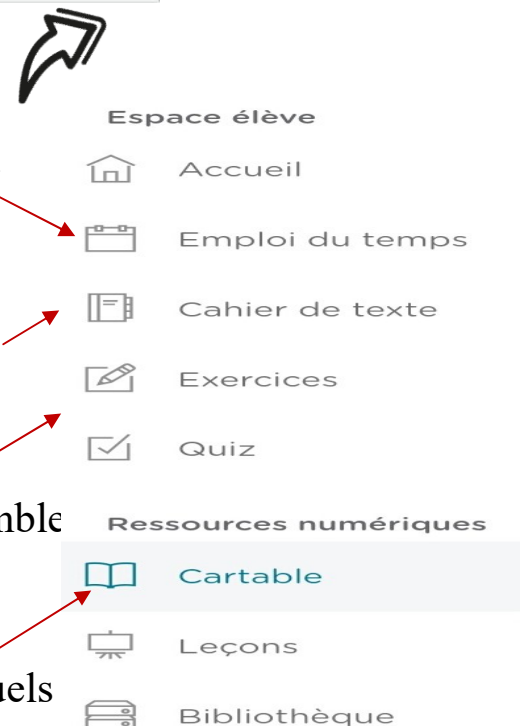 Espace élève
Accueil
Emploi du temps
Cahier de texte
Exercices
Quiz
Ressources numériques
Cartable
Leçons
Bibliothèque